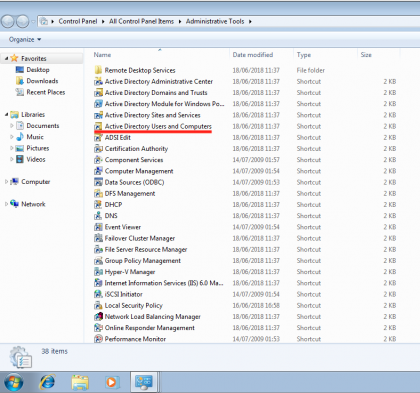 Control Panel ▸ All Control Panel Items ▸ Administrative Tools ▸
Organize
Name Date modified Type Size
Favorites
Desktop
Downloads
Recent Places
Libraries
Documents
Music
Pictures
Videos
Computer
Network
Remote Desktop Services 18/06/2018 11:37 File folder
Active Directory Administrative Center 18/06/2018 11:37 Shortcut 2 KB
Active Directory Domains and Trusts 18/06/2018 11:37 Shortcut 2 KB
Active Directory Module for Windows Po... 18/06/2018 11:37 Shortcut 2 KB
Active Directory Sites and Services 18/06/2018 11:37 Shortcut 2 KB
Active Directory Users and Computers 18/06/2018 11:37 Shortcut 2 KB
ADSI Edit 18/06/2018 11:37 Shortcut 2 KB
Certification Authority 18/06/2018 11:37 Shortcut 2 KB
Component Services 14/07/2009 01:57 Shortcut 2 KB
Computer Management 14/07/2009 01:54 Shortcut 2 KB
Data Sources (ODBC) 14/07/2009 01:53 Shortcut 2 KB
DFS Management 18/06/2018 11:37 Shortcut 2 KB
DHCP 18/06/2018 11:37 Shortcut 2 KB
DNS 18/06/2018 11:37 Shortcut 2 KB
Event Viewer 14/07/2009 01:54 Shortcut 2 KB
Failover Cluster Manager 18/06/2018 11:37 Shortcut 2 KB
File Server Resource Manager 18/06/2018 11:37 Shortcut 2 KB
Group Policy Management 18/06/2018 11:37 Shortcut 2 KB
Hyper-V Manager 18/06/2018 11:37 Shortcut 2 KB
Internet Information Services (IIS) 6.0 Ma... 18/06/2018 11:37 Shortcut 2 KB
iSCSI Initiator 14/07/2009 01:54 Shortcut 2 KB
Local Security Policy 18/06/2018 16:58 Shortcut 2 KB
Network Load Balancing Manager 18/06/2018 11:37 Shortcut 2 KB
Online Responder Management 18/06/2018 11:37 Shortcut 2 KB
Performance Monitor 14/07/2009 01:53 Shortcut 2 KB
38 items